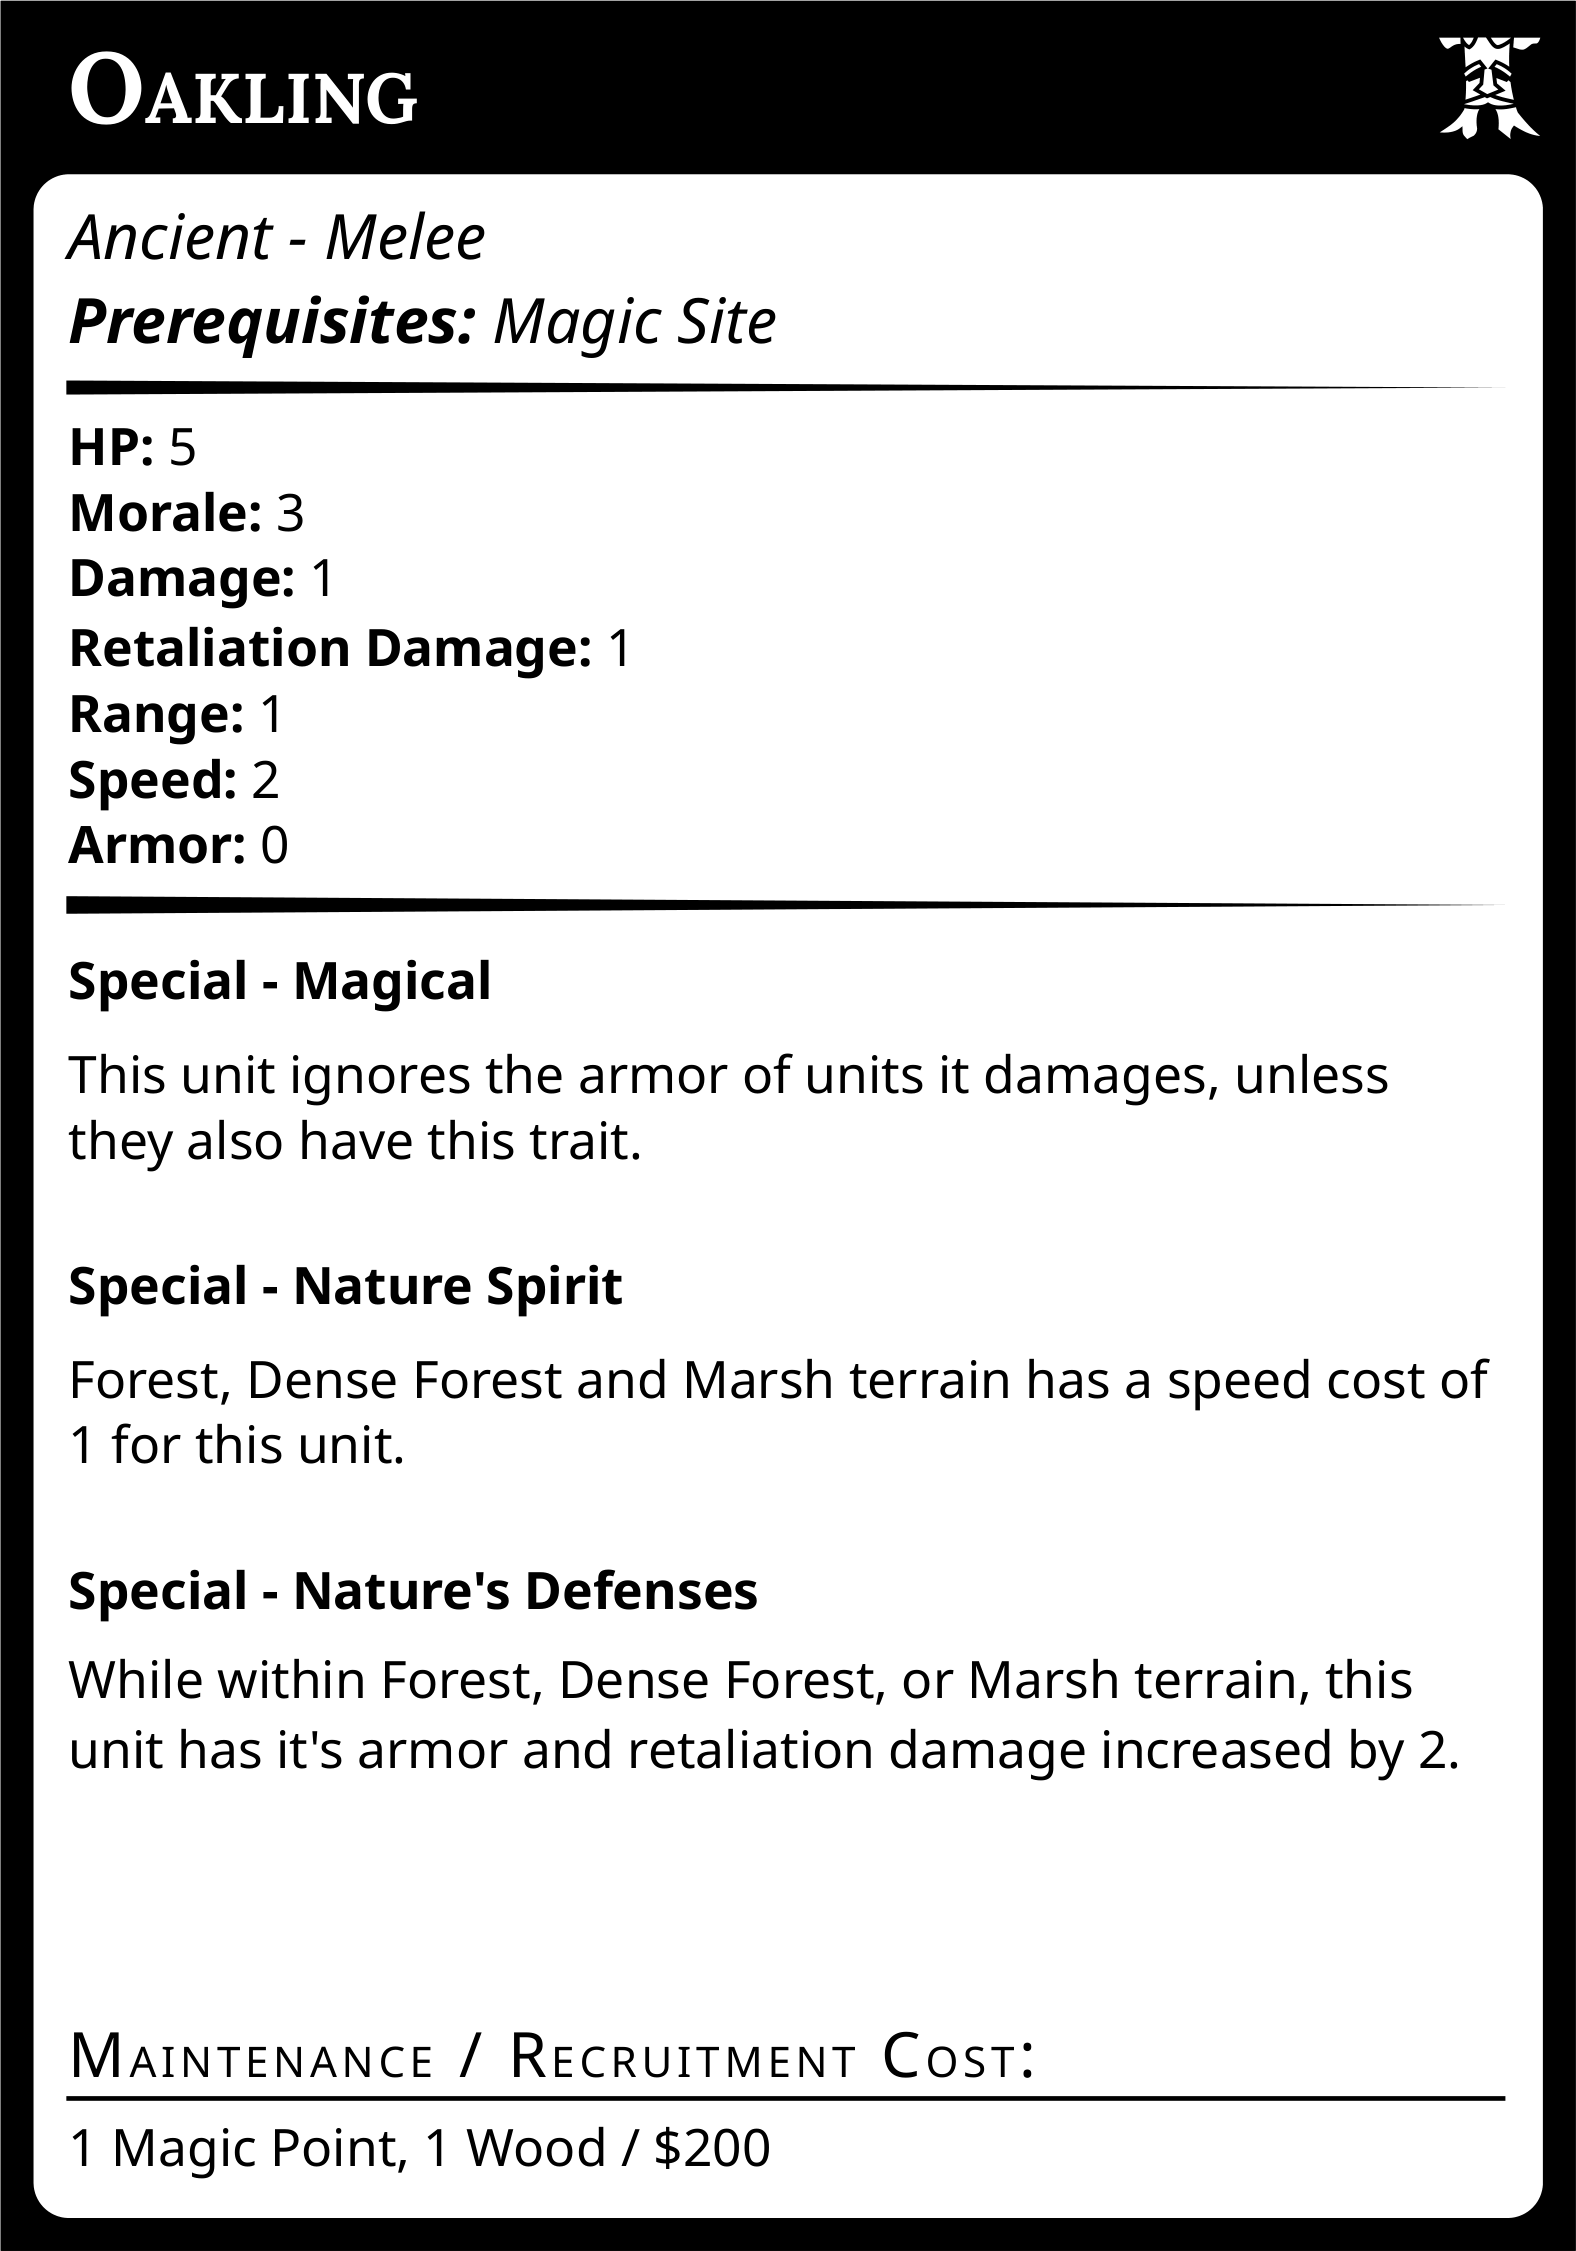 Oakling
Ancient - Melee
Prerequisites: Magic Site
HP: 5
Morale: 3
Damage: 1
Retaliation Damage: 1
Range: 1
Speed: 2
Armor: 0
Special - Magical
This unit ignores the armor of units it damages, unless
they also have this trait.
Special - Nature Spirit
Forest, Dense Forest and Marsh terrain has a speed cost of
1 for this unit.
Special - Nature's Defenses
While within Forest, Dense Forest, or Marsh terrain, this
unit has it's armor and retaliation damage increased by 2.
Maintenance / Recruitment Cost:
1 Magic Point, 1 Wood / $200